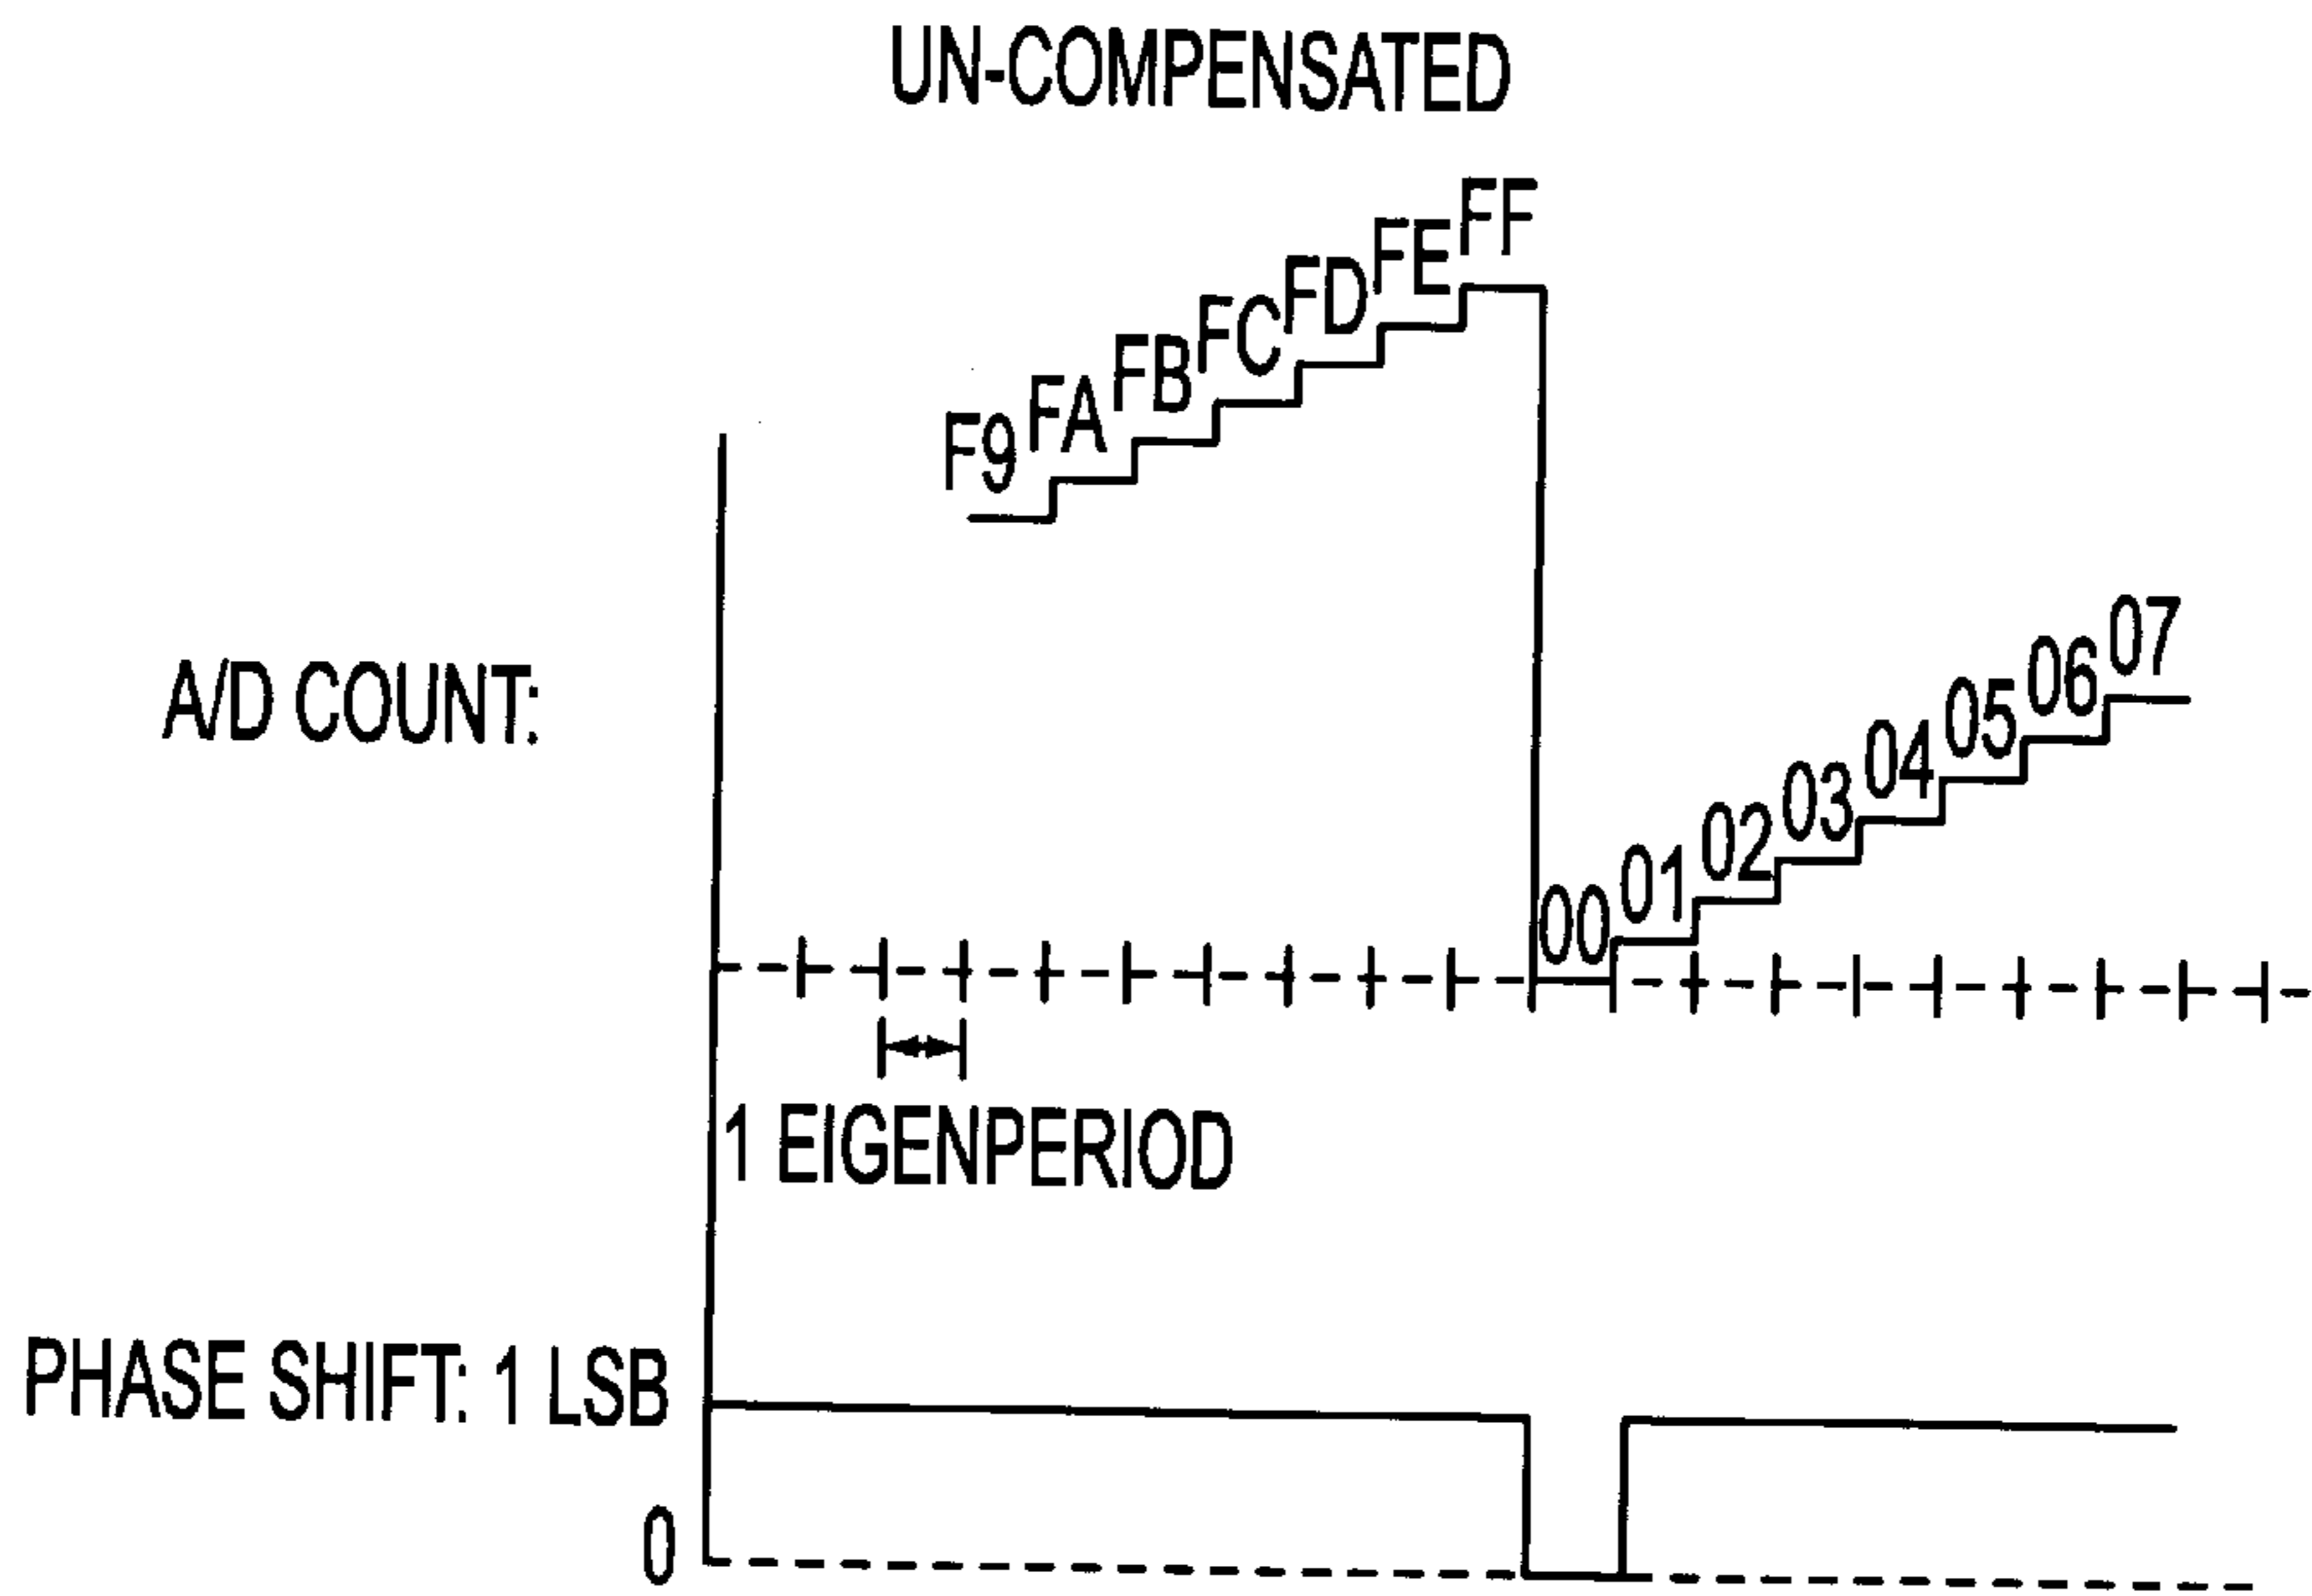 UN-COMPENSATED
FF
FE
FD
FC
FB
FA
F9
A/D COUNT:
07
06
05
04
03
02
01
00
1 EIGENPERIOD
PHASE SHIFT: 1 LSB
0